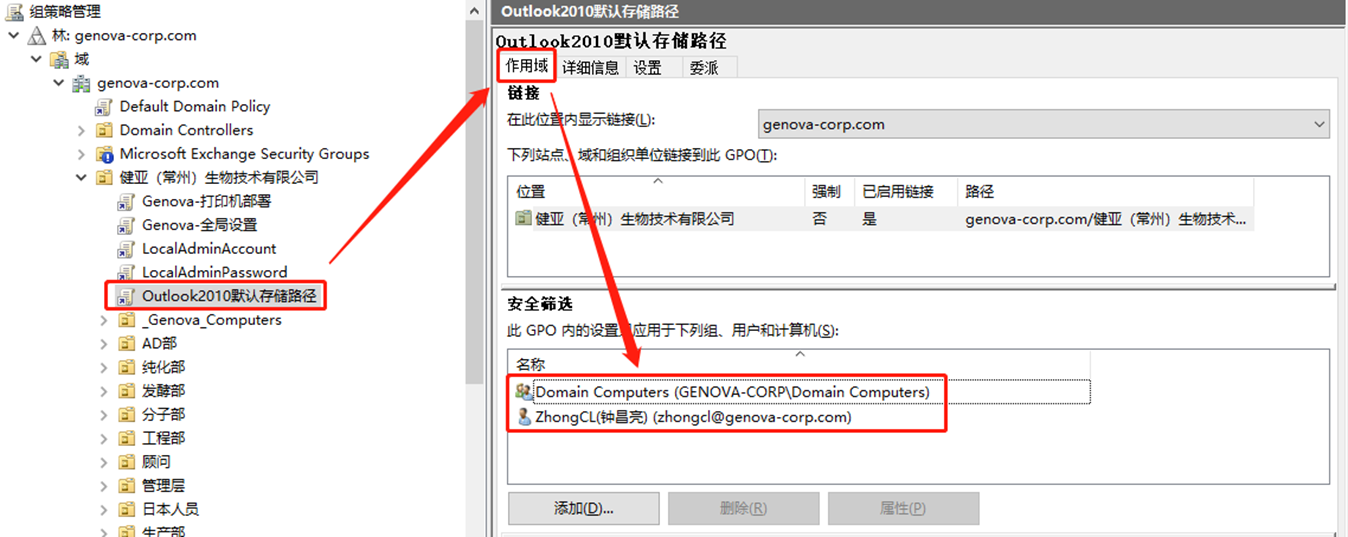 组策略管理
林: genova-corp.com
域
genova-corp.com
Default Domain Policy
Domain Controllers
Microsoft Exchange Security Groups
健亚（常州）生物技术有限公司
Genova-打印机部署
Genova-全局设置
LocalAdminAccount
LocalAdminPassword
Outlook2010默认存储路径
_Genova_Computers
AD部
纯化部
发酵部
分子部
工程部
顾问
管理层
日本人员
生产部
Outlook2010默认存储路径
Outlook2010默认存储路径
作用域 详细信息 设置 委派
链接
在此位置内显示链接(L): genova-corp.com
下列站点、域和组织单位链接到此 GPO(T):
位置 强制 已启用链接 路径
健亚（常州）生物技术有限公司 否 是 genova-corp.com/健亚（常州）生物技术...
安全筛选
此 GPO 内的设置应用于下列组、用户和计算机(S):
名称
Domain Computers (GENOVA-CORP\Domain Computers)
ZhongCL(钟昌亮) (zhongcl@genova-corp.com)
添加(D)... 删除(R) 属性(P)